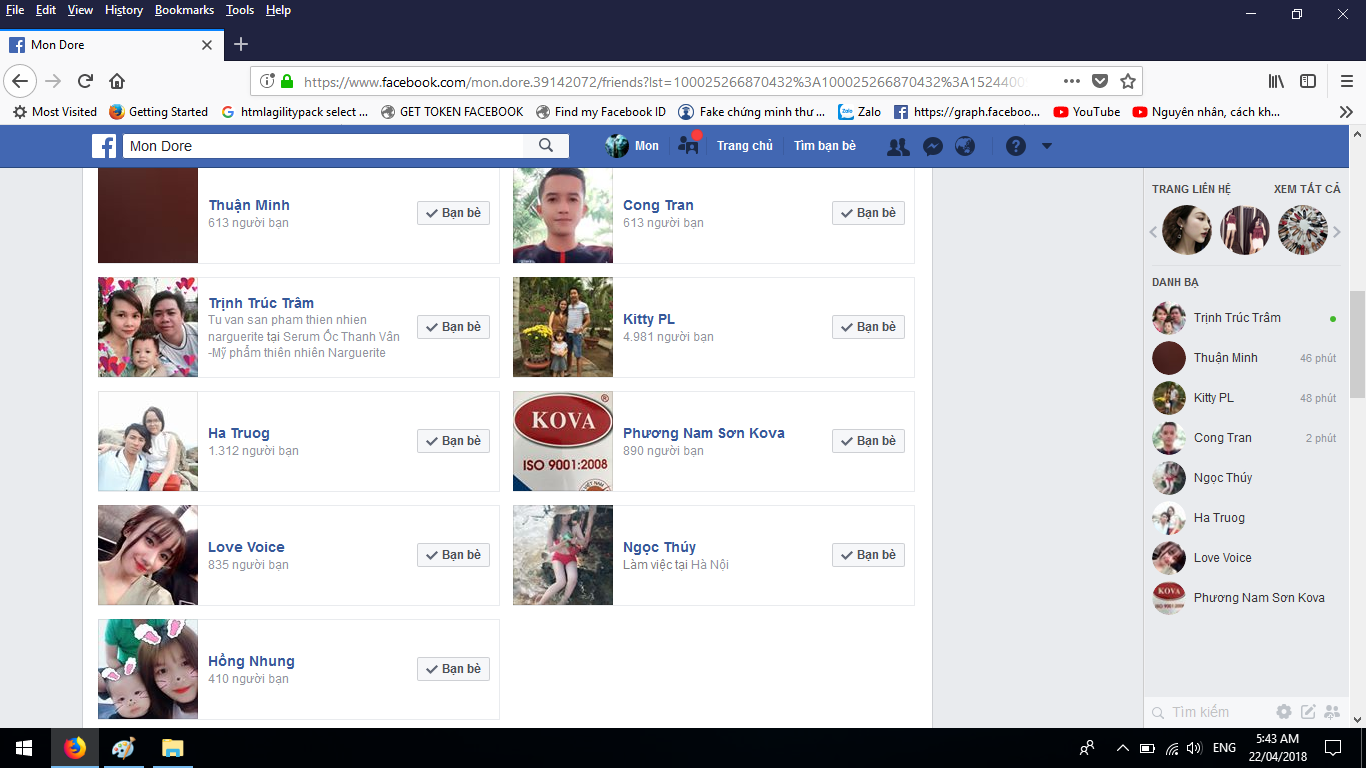 File Edit View History Bookmarks Tools Help
Mon Dore
https://www.facebook.com/mon.dore.39142072/friends?lst=100025266870432%3A100025266870432%3A15244009
Most Visited Getting Started htmlagilitypack select ... GET TOKEN FACEBOOK Find my Facebook ID Fake chứng minh thư ... Zalo https://graph.faceboo... YouTube Nguyên nhân, cách kh...
Mon Dore Mon Trang chủ Tìm bạn bè
Thuận Minh
613 người bạn
Bạn bè
Cong Tran
613 người bạn
Bạn bè
Trịnh Trúc Trâm
Tu van san pham thien nhien
narguerite tại Serum Ốc Thanh Vân
-Mỹ phẩm thiên nhiên Narguerite
Bạn bè
Kitty PL
4.981 người bạn
Bạn bè
Ha Truog
1.312 người bạn
Bạn bè
KOVA
ISO 9001:2008
VIỆT NAM
Phương Nam Sơn Kova
890 người bạn
Bạn bè
Love Voice
835 người bạn
Bạn bè
Ngọc Thúy
Làm việc tại Hà Nội
Bạn bè
Hồng Nhung
410 người bạn
Bạn bè
TRANG LIÊN HỆ XEM TẤT CẢ
DANH BẠ
Trịnh Trúc Trâm
Thuận Minh 46 phút
Kitty PL 48 phút
Cong Tran 2 phút
Ngọc Thúy
Ha Truog
Love Voice
KOVA
Phương Nam Sơn Kova
Tìm kiếm
ENG
5:43 AM
22/04/2018